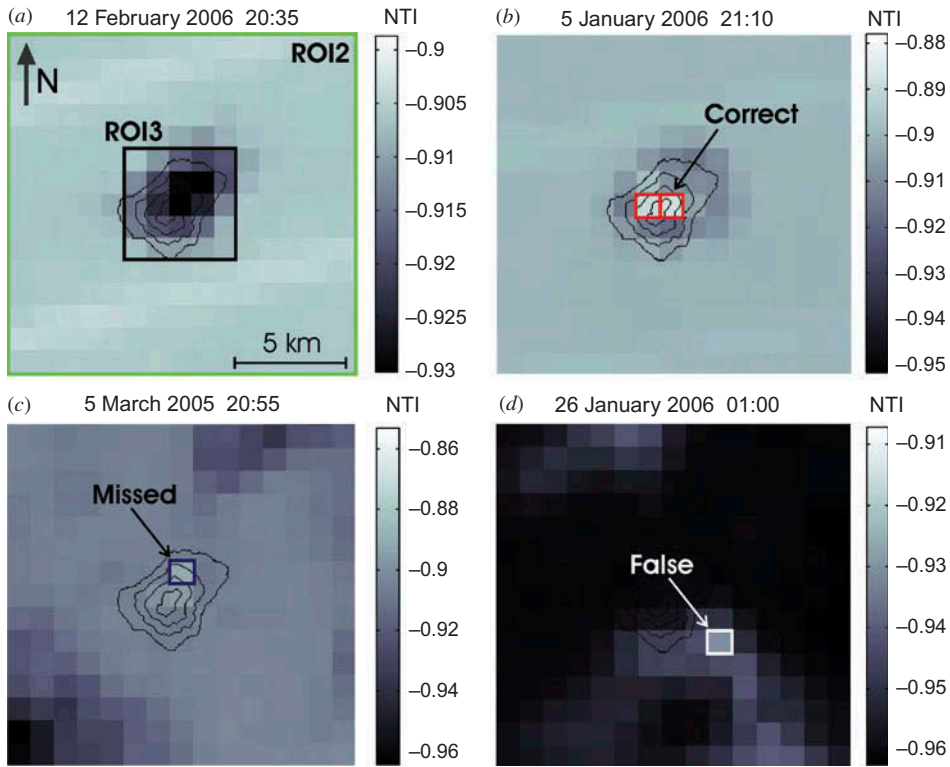 (a) 12 February 2006 20:35 NTI
ROI2
N
ROI3
5 km
–0.9
–0.905
–0.91
–0.915
–0.92
–0.925
–0.93
(b) 5 January 2006 21:10 NTI
Correct
–0.88
–0.89
–0.9
–0.91
–0.92
–0.93
–0.94
–0.95
(c) 5 March 2005 20:55 NTI
Missed
–0.86
–0.88
–0.9
–0.92
–0.94
–0.96
(d) 26 January 2006 01:00 NTI
False
–0.91
–0.92
–0.93
–0.94
–0.95
–0.96